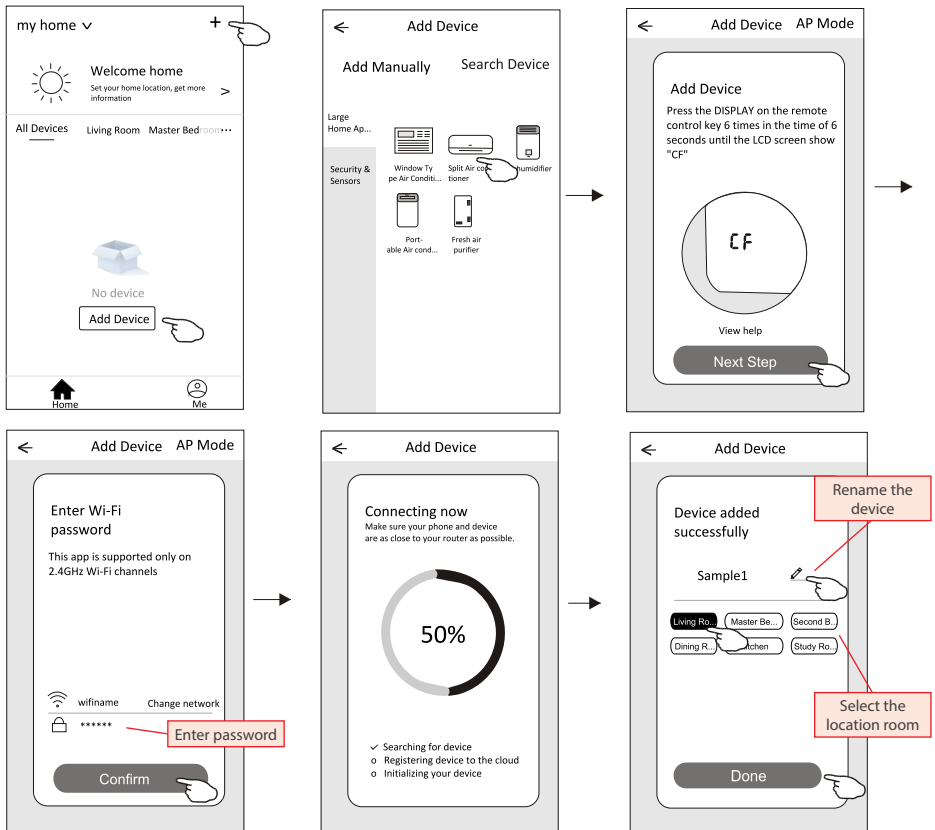 my home
+
Welcome home
Set your home location, get more
information
>
All Devices Living Room Master Bedroom...
No device
Add Device
Home
Me
Add Device
Add Manually Search Device
Large
Home Ap...
Security &
Sensors
Window Ty
pe Air Conditi...
Split Air con
tioner
humidifier
Port-
able Air cond...
Fresh air
purifier
Add Device AP Mode
Add Device
Press the DISPLAY on the remote
control key 6 times in the time of 6
seconds until the LCD screen show
"CF"
CF
View help
Next Step
Add Device AP Mode
Enter Wi-Fi
password
This app is supported only on
2.4GHz Wi-Fi channels
wifiname Change network
******
Enter password
Confirm
Add Device
Connecting now
Make sure your phone and device
are as close to your router as possible.
50%
✓ Searching for device
o Registering device to the cloud
o Initializing your device
Add Device
Rename the
device
Device added
successfully
Sample1
Living Ro... Master Be... Second B...
Dining R... tchen Study Ro...
Select the
location room
Done